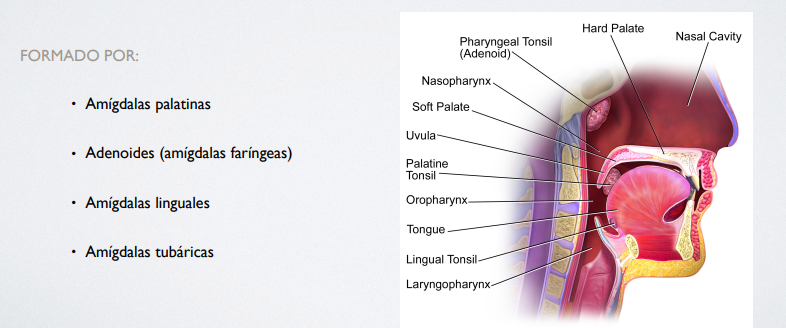 FORMADO POR:
• Amígdalas palatinas
• Adenoides (amígdalas faríngeas)
• Amígdalas linguales
• Amígdalas tubáricas
Hard Palate
Nasal Cavity
Pharyngeal Tonsil
(Adenoid)
Nasopharynx
Soft Palate
Uvula
Palatine
Tonsil
Oropharynx
Tongue
Lingual Tonsil
Laryngopharynx